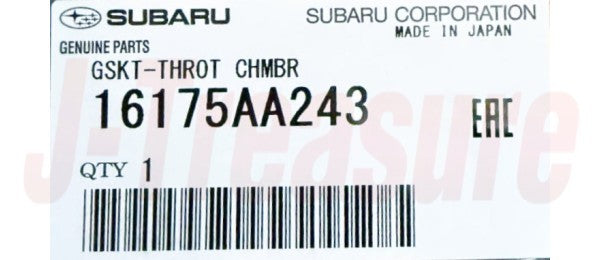 SUBARU
SUBARU CORPORATION
MADE IN JAPAN
GENUINE PARTS
GSKT-THROT CHMBR
16175AA243
EAC
QTY 1
J-Treasure